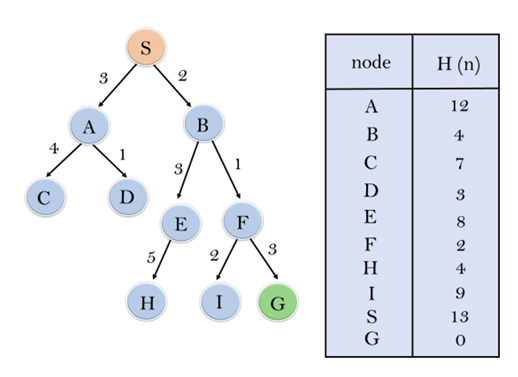 S
3
2
A
B
4
1
3
1
C
D
E
F
5
2
3
H
I
G
node H (n)
A 12
B 4
C 7
D 3
E 8
F 2
H 4
I 9
S 13
G 0